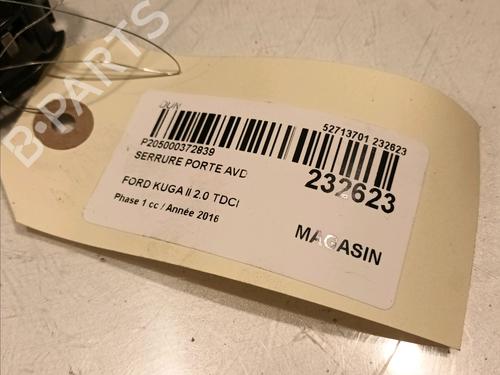 B-PARTS
DUN
52713701 232623
P205000372839
SERRURE PORTE AVD
232623
FORD KUGA II 2.0 TDCI
Phase 1 cc / Année 2016
MAGASIN